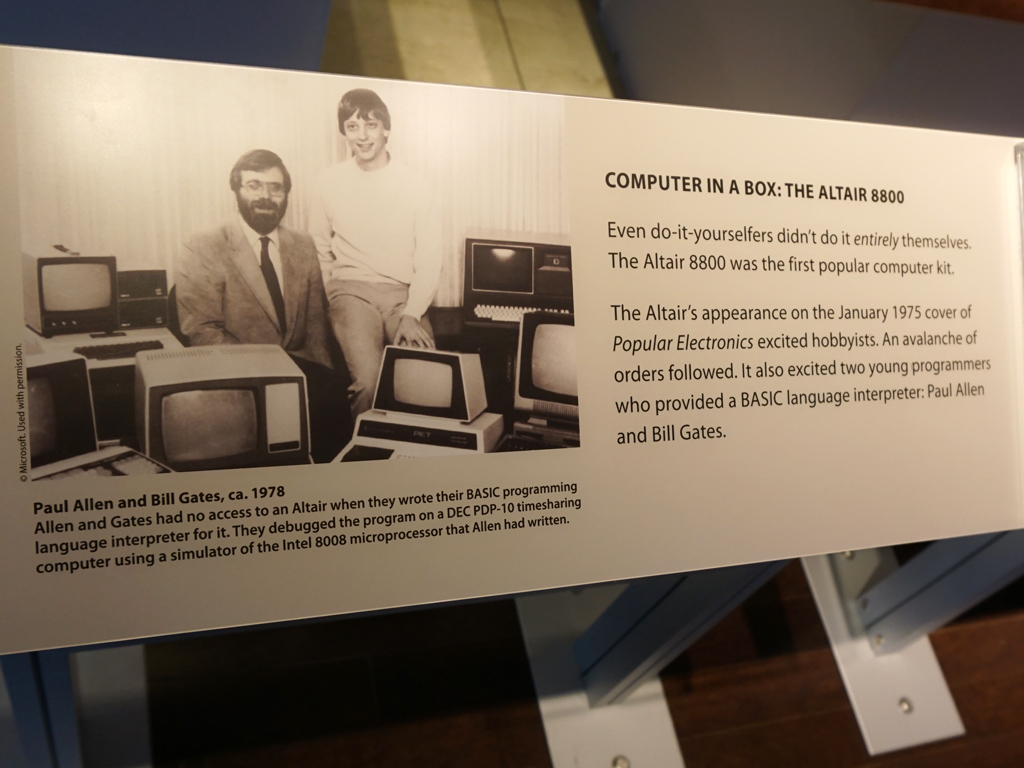 COMPUTER IN A BOX: THE ALTAIR 8800
Even do-it-yourselfers didn't do it entirely themselves.
The Altair 8800 was the first popular computer kit.
The Altair's appearance on the January 1975 cover of
Popular Electronics excited hobbyists. An avalanche of
orders followed. It also excited two young programmers
who provided a BASIC language interpreter: Paul Allen
and Bill Gates.
© Microsoft. Used with permission.
PET
Paul Allen and Bill Gates, ca. 1978
Allen and Gates had no access to an Altair when they wrote their BASIC programming
language interpreter for it. They debugged the program on a DEC PDP-10 timesharing
computer using a simulator of the Intel 8008 microprocessor that Allen had written.